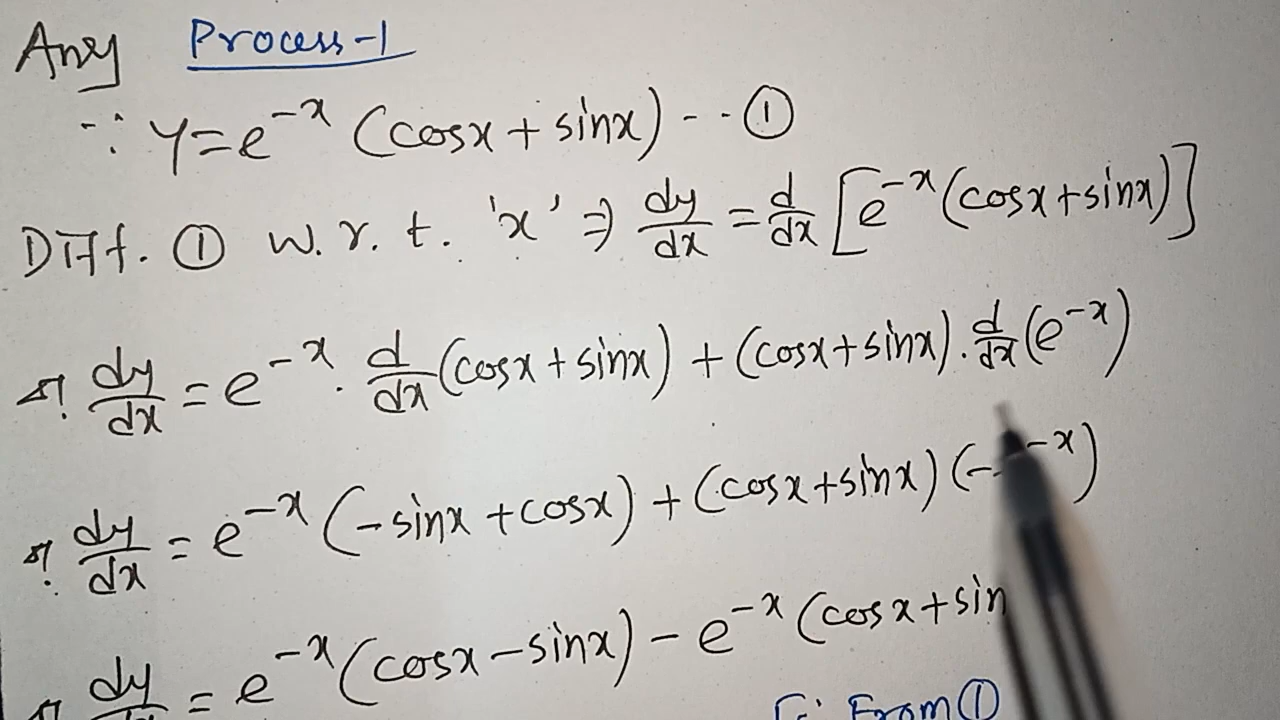 Ans Process-1
∵ y=e^{-x} (cosx+sinx) -- ①
Diff. ① w.r.t. 'x' ⇒ dy/dx = d/dx [e^{-x}(cosx+sinx)]
dy/dx = e^{-x}. d/dx (cosx+sinx) + (cosx+sinx). d/dx (e^{-x})
dy/dx = e^{-x} (-sinx+cosx) + (cosx+sinx) (- -x)
dy/dx = e^{-x} (cosx-sinx) - e^{-x} (cosx+sin
[∵ From ①